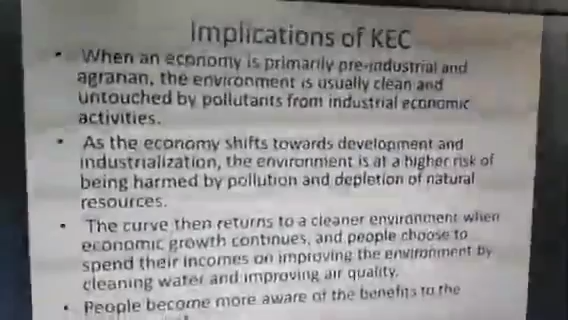 Implications of KEC
• When an economy is primarily pre-industrial and
agranan, the environment is usually clean and
untouched by pollutants from industrial economic
activities.
• As the economy shifts towards development and
industrialization, the environment is at a higher risk of
being harmed by pollution and depletion of natural
resources.
• The curve then returns to a cleaner environment when
economic growth continues, and people choose to
spend their incomes on improving the environment by
cleaning water and improving air quality.
• People become more aware of the benefits to the